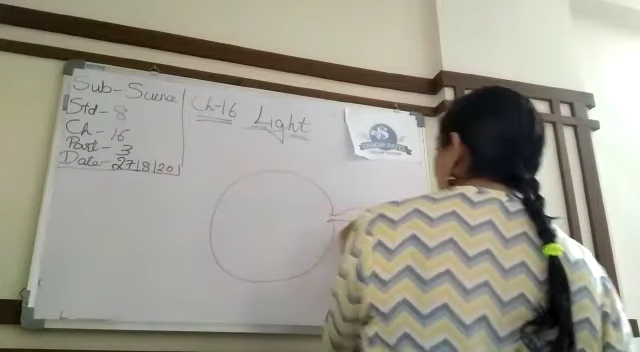 Sub- Science
Std- 8
Ch- 16
Part- 3
Date- 27|8|20
Ch-16 Light